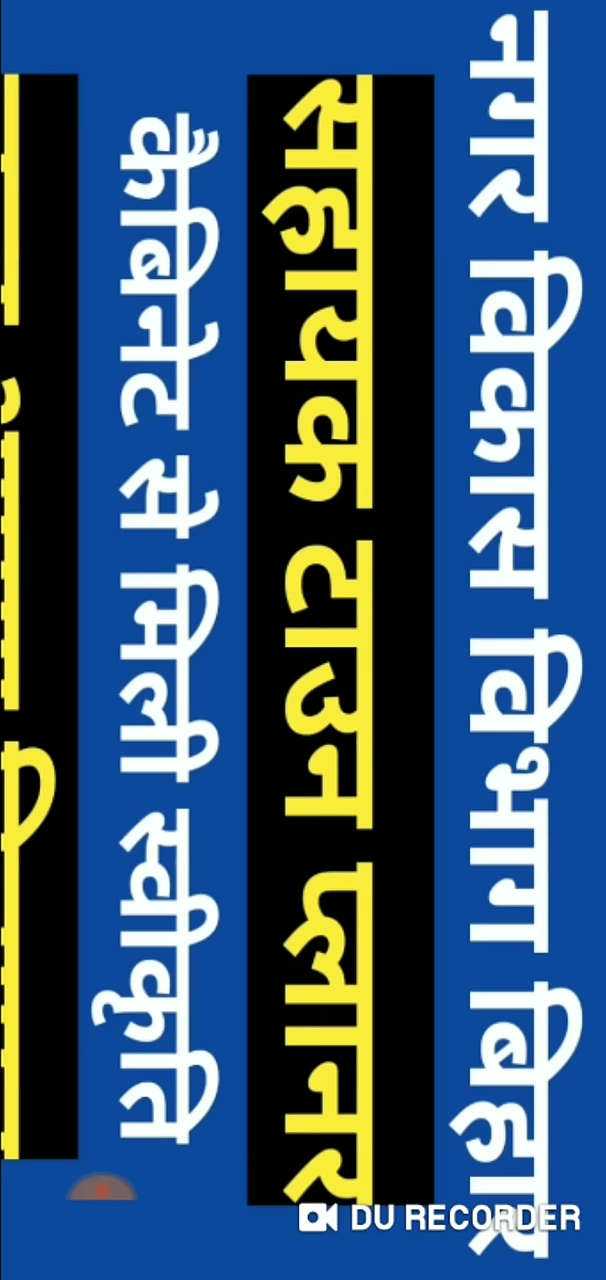 नगर विकास विभाग बिहार
सहायक टाउन प्लानर
कैबिनेट से मिली स्वीकृति
DU RECORDER